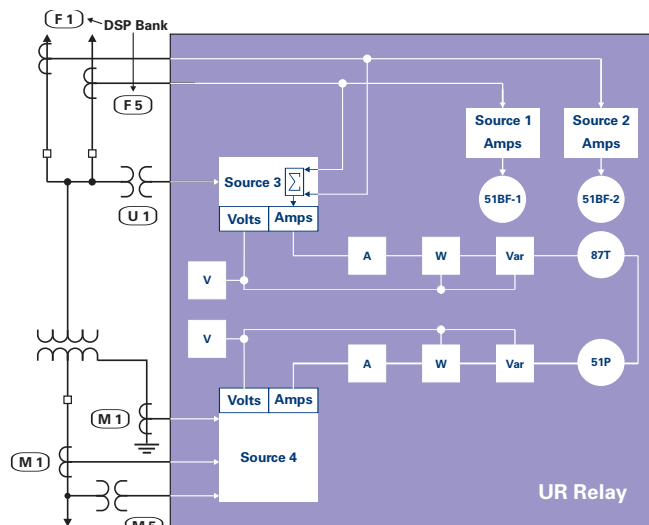 F 1
DSP Bank
F 5
Source 1
Amps
Source 2
Amps
Source 3
Σ
U 1
51BF-1
51BF-2
Volts
Amps
A
W
Var
87T
V
V
A
W
Var
51P
Volts
Amps
M 1
Source 4
M 1
UR Relay
M 5